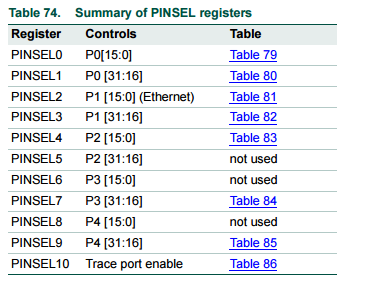 Table 74. Summary of PINSEL registers
Register Controls Table
PINSEL0 P0[15:0] Table 79
PINSEL1 P0 [31:16] Table 80
PINSEL2 P1 [15:0] (Ethernet) Table 81
PINSEL3 P1 [31:16] Table 82
PINSEL4 P2 [15:0] Table 83
PINSEL5 P2 [31:16] not used
PINSEL6 P3 [15:0] not used
PINSEL7 P3 [31:16] Table 84
PINSEL8 P4 [15:0] not used
PINSEL9 P4 [31:16] Table 85
PINSEL10 Trace port enable Table 86